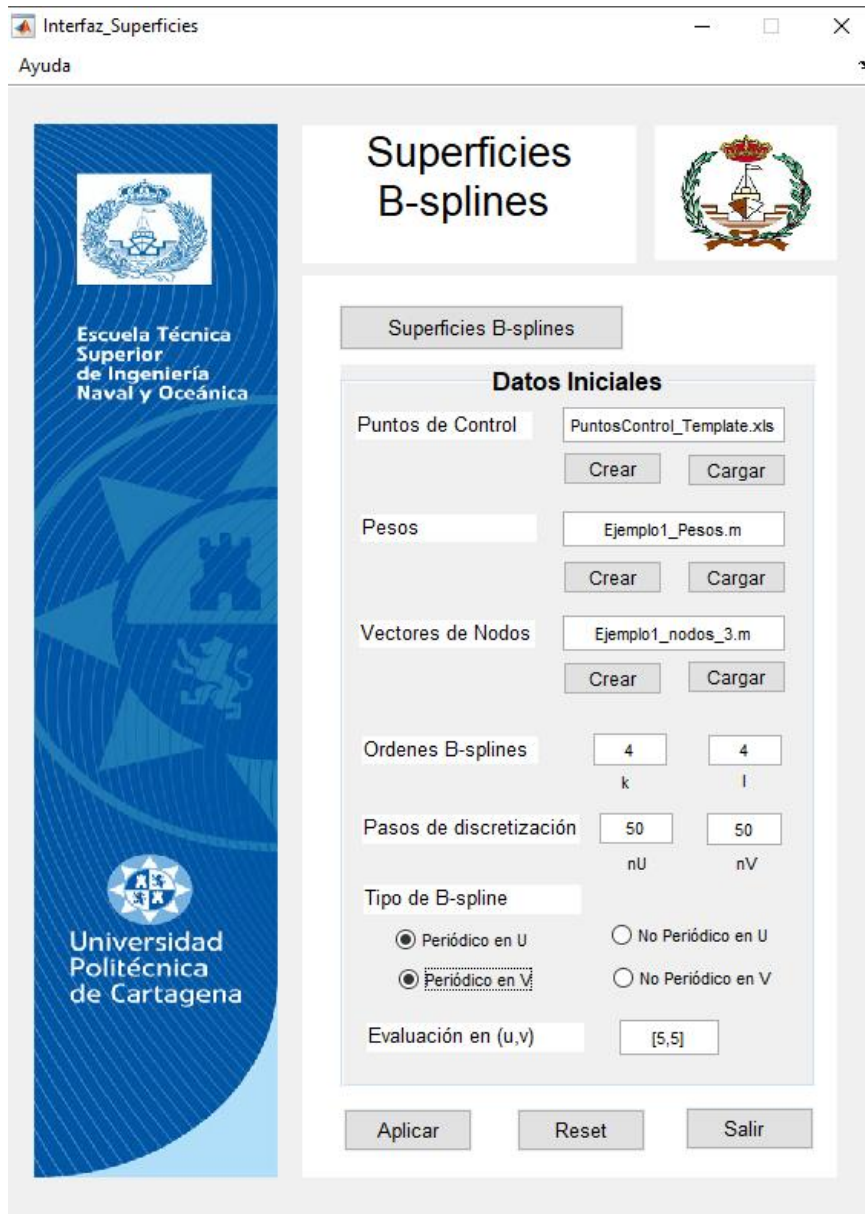 Interfaz_Superficies
Ayuda
Escuela Técnica
Superior
de Ingeniería
Naval y Oceánica
Universidad
Politécnica
de Cartagena
Superficies
B-splines
Superficies B-splines
Datos Iniciales
Puntos de Control
PuntosControl_Template.xls
Crear
Cargar
Pesos
Ejemplo1_Pesos.m
Crear
Cargar
Vectores de Nodos
Ejemplo1_nodos_3.m
Crear
Cargar
Ordenes B-splines
4
4
k
l
Pasos de discretización
50
50
nU
nV
Tipo de B-spline
Periódico en U
No Periódico en U
Periódico en V
No Periódico en V
Evaluación en (u,v)
[5,5]
Aplicar
Reset
Salir